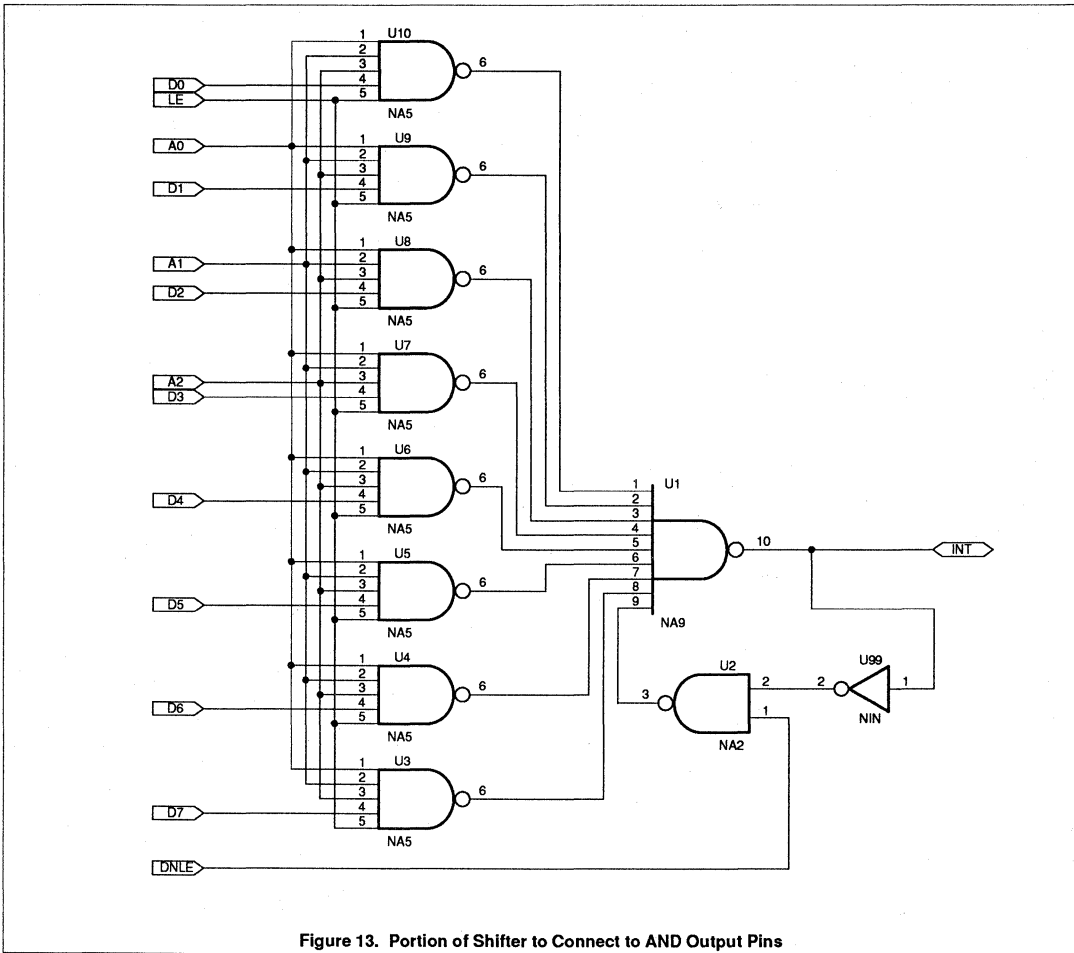 1 U10
2
3
4
5
6
NA5
D0
LE
A0
1 U9
2
3
4
5
6
NA5
D1
A1
1 U8
2
3
4
5
6
NA5
D2
A2
D3
1 U7
2
3
4
5
6
NA5
D4
1 U6
2
3
4
5
6
NA5
D5
1 U5
2
3
4
5
6
NA5
D6
1 U4
2
3
4
5
6
NA5
D7
1 U3
2
3
4
5
6
NA5
DNLE
1 U1
2
3
4
5
6
7
8
9
10
NA9
INT
U2
3
2
1
NA2
U99
2
1
NIN
Figure 13. Portion of Shifter to Connect to AND Output Pins